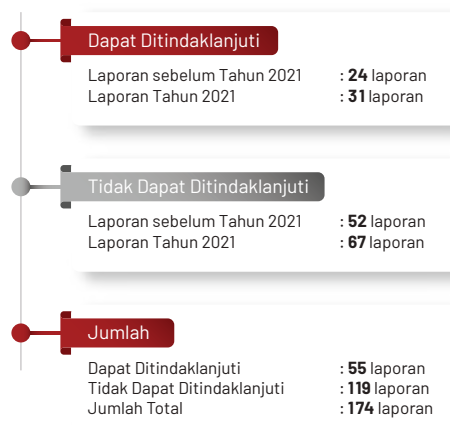 Dapat Ditindaklanjuti
Laporan sebelum Tahun 2021 : 24 laporan
Laporan Tahun 2021 : 31 laporan
Tidak Dapat Ditindaklanjuti
Laporan sebelum Tahun 2021 : 52 laporan
Laporan Tahun 2021 : 67 laporan
Jumlah
Dapat Ditindaklanjuti : 55 laporan
Tidak Dapat Ditindaklanjuti : 119 laporan
Jumlah Total : 174 laporan